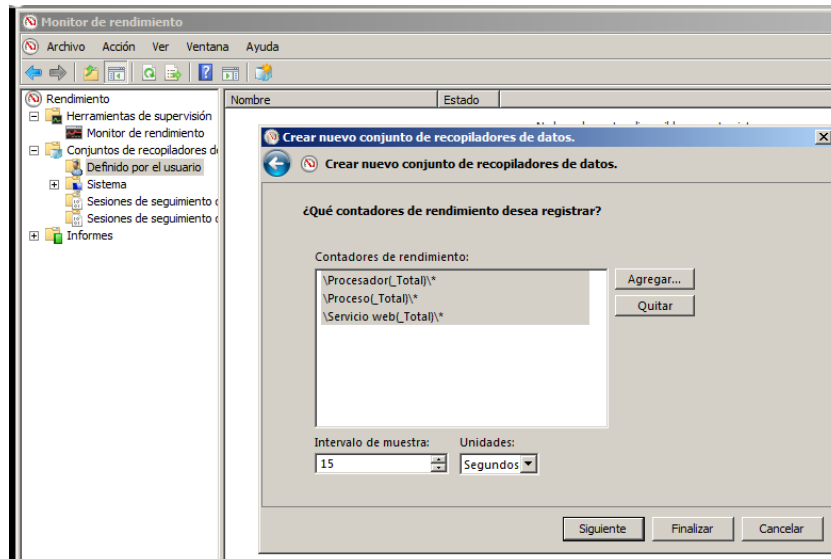 Monitor de rendimiento
Archivo Acción Ver Ventana Ayuda
Rendimiento
Herramientas de supervisión
Monitor de rendimiento
Conjuntos de recopiladores de
Definido por el usuario
Sistema
Sesiones de seguimiento
Sesiones de seguimiento
Informes
Nombre Estado
Crear nuevo conjunto de recopiladores de datos.
Crear nuevo conjunto de recopiladores de datos.
¿Qué contadores de rendimiento desea registrar?
Contadores de rendimiento:
\Procesador(_Total)\*
\Proceso(_Total)\*
\Servicio web(_Total)\*
Agregar...
Quitar
Intervalo de muestra: Unidades:
15 Segundos
Siguiente Finalizar Cancelar